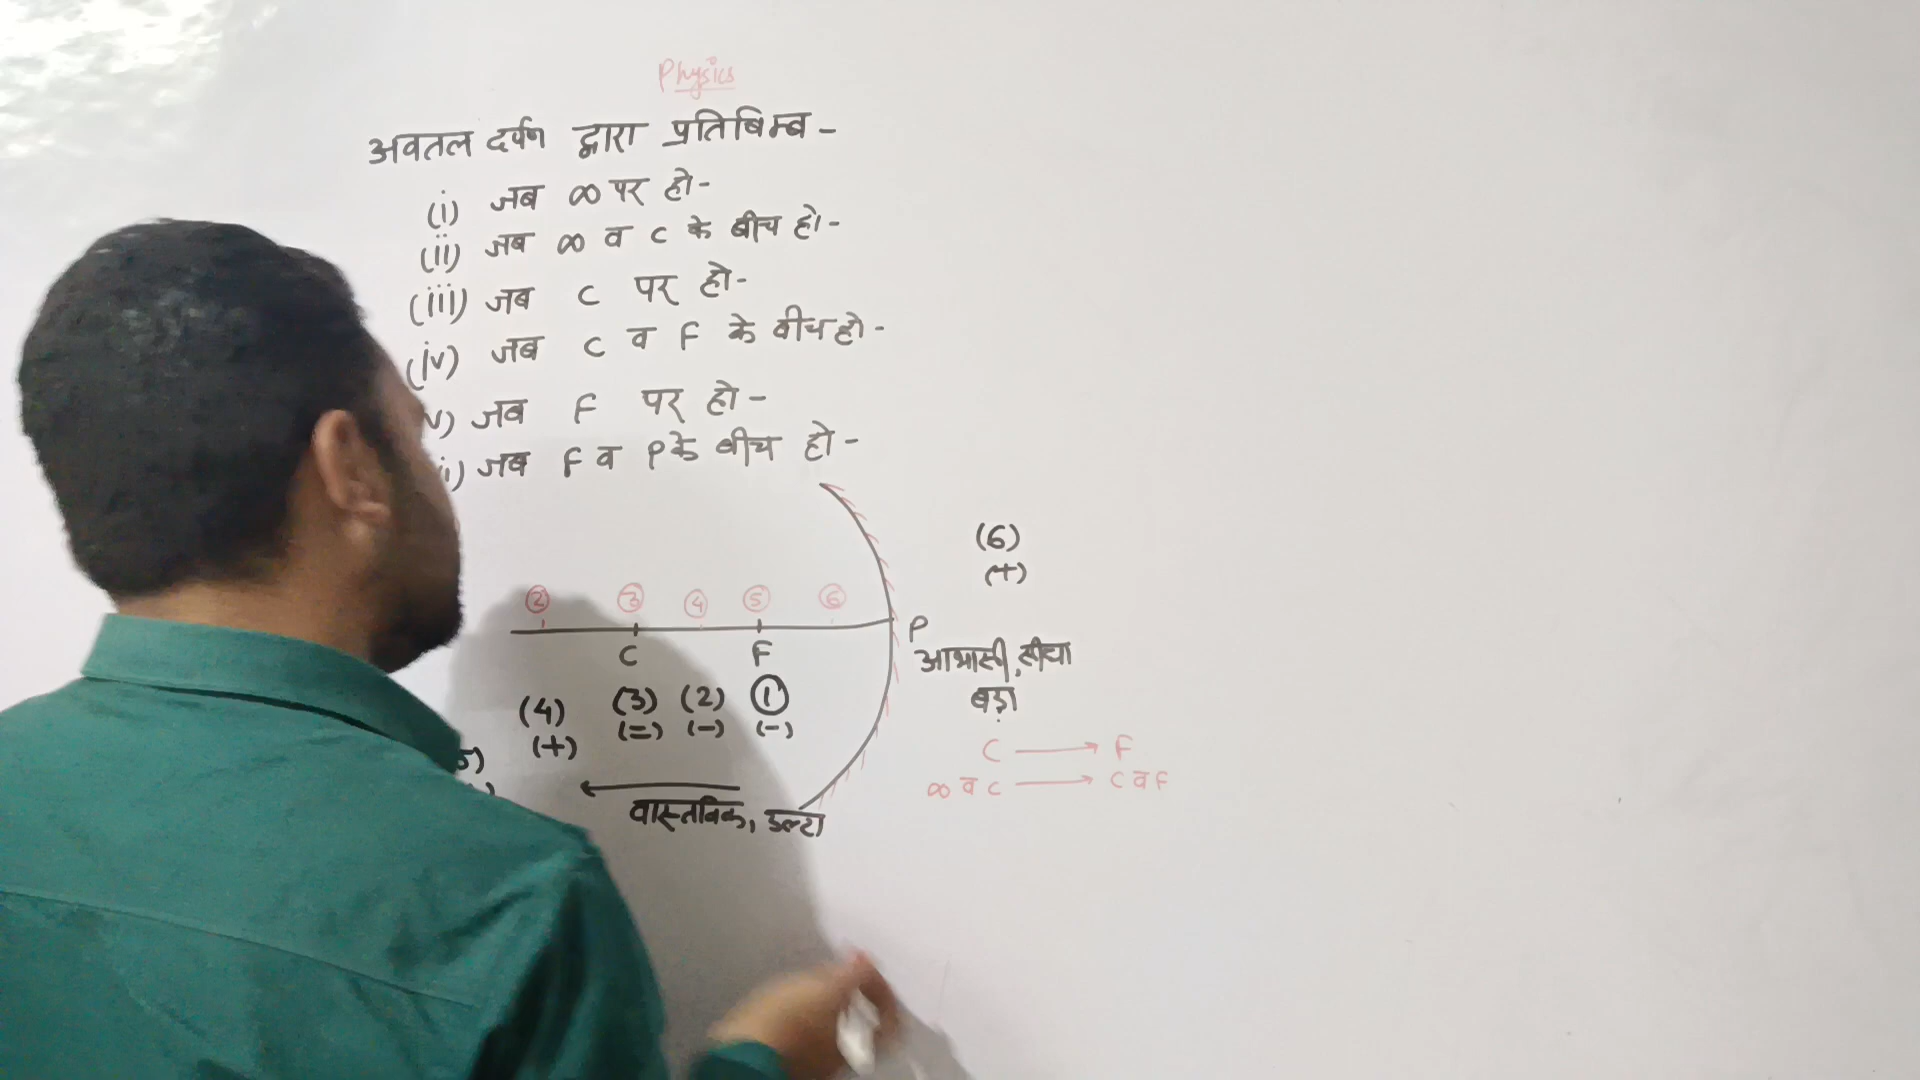 Physics
अवतल दर्पण द्वारा प्रतिबिम्ब -
(i) जब ∞ पर हो -
(ii) जब ∞ व C के बीच हो -
(iii) जब C पर हो -
(iv) जब C व F के बीच हो -
v) जब F पर हो -
i) जब F व P के बीच हो -
(6)
(+)
② ③ ④ ⑤ ⑥
P
C F
आभासी, सीधा
बड़ा
(4) (3) (2) ①
(+) (=) (-) (-)
5)
C → F
∞ व C → C व F
वास्तविक, उल्टा